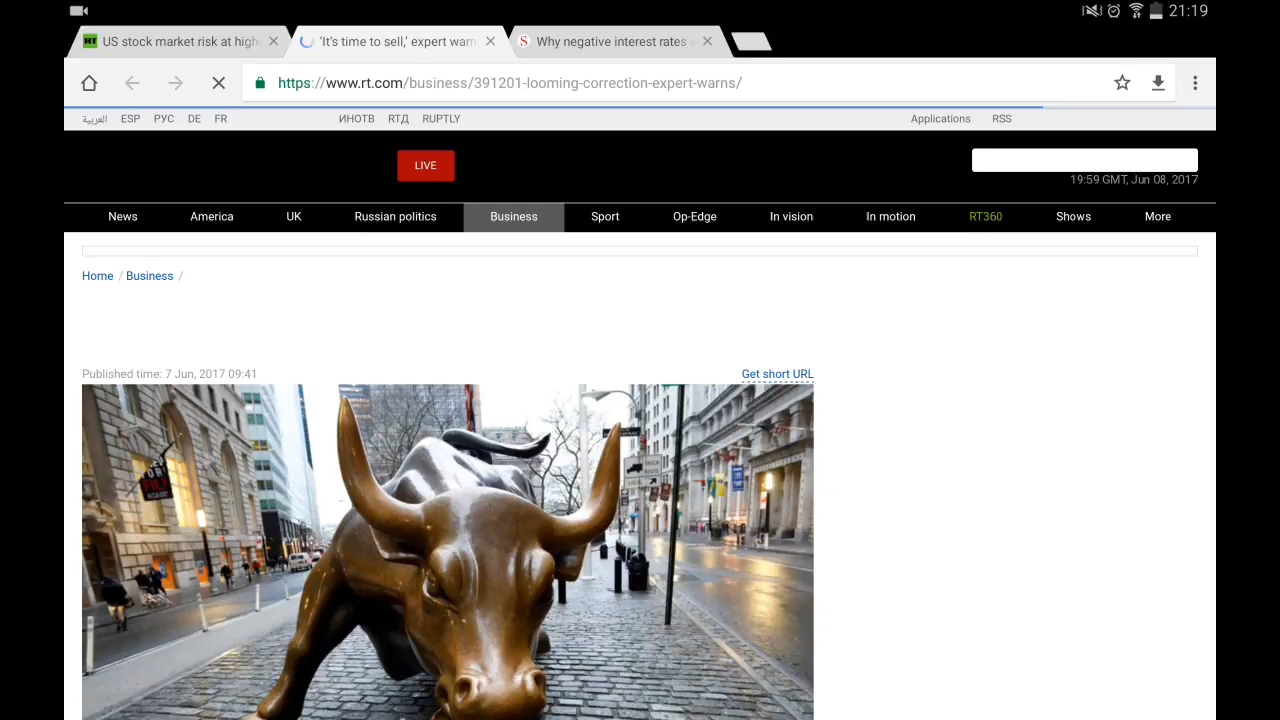 21:19
US stock market risk at high
'It's time to sell,' expert warn
S Why negative interest rates a
https://www.rt.com/business/391201-looming-correction-expert-warns/
العربية ESP РУС DE FR ИНОТВ RTД RUPTLY Applications RSS
LIVE
19:59 GMT, Jun 08, 2017
News America UK Russian politics Business Sport Op-Edge In vision In motion RT360 Shows More
Home / Business /
Published time: 7 Jun, 2017 09:41 Get short URL